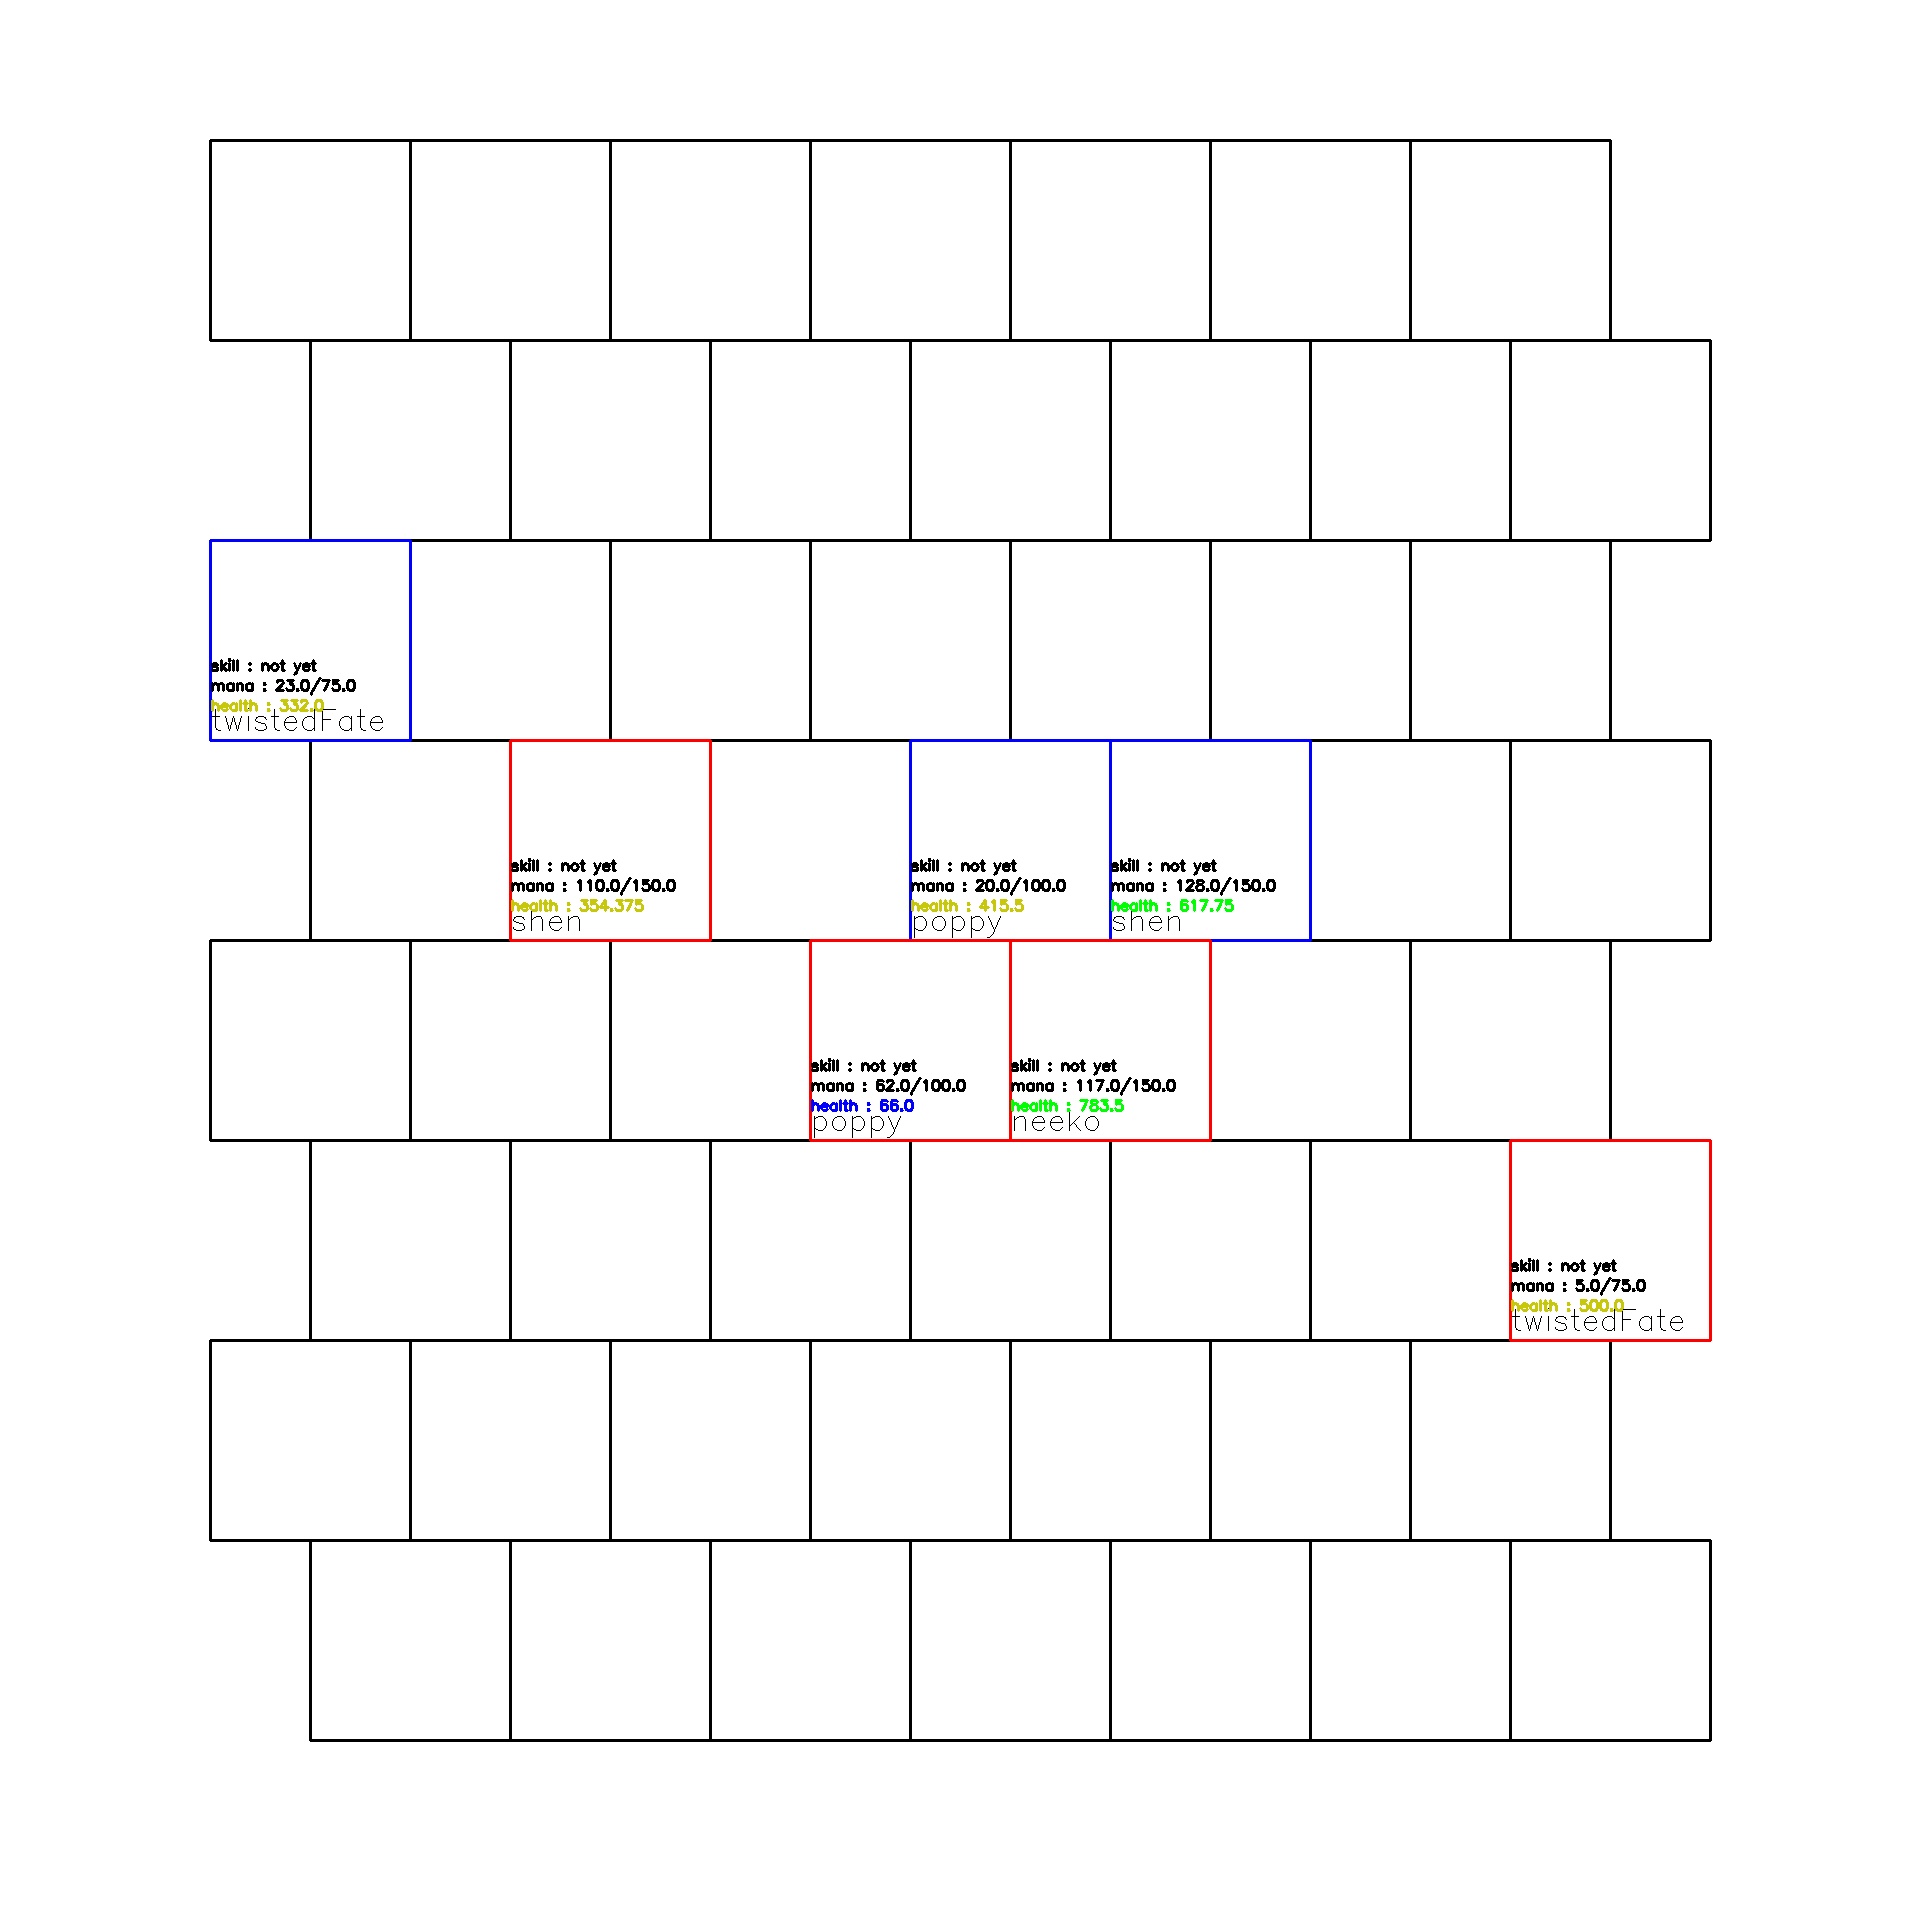 skill : not yet
mana : 23.0/75.0
health : 332.0
twistedFate
skill : not yet
mana : 110.0/150.0
health : 354.375
shen
skill : not yet
mana : 20.0/100.0
health : 415.5
poppy
skill : not yet
mana : 128.0/150.0
health : 617.75
shen
skill : not yet
mana : 62.0/100.0
health : 66.0
poppy
skill : not yet
mana : 117.0/150.0
health : 783.5
neeko
skill : not yet
mana : 5.0/75.0
health : 500.0
twistedFate